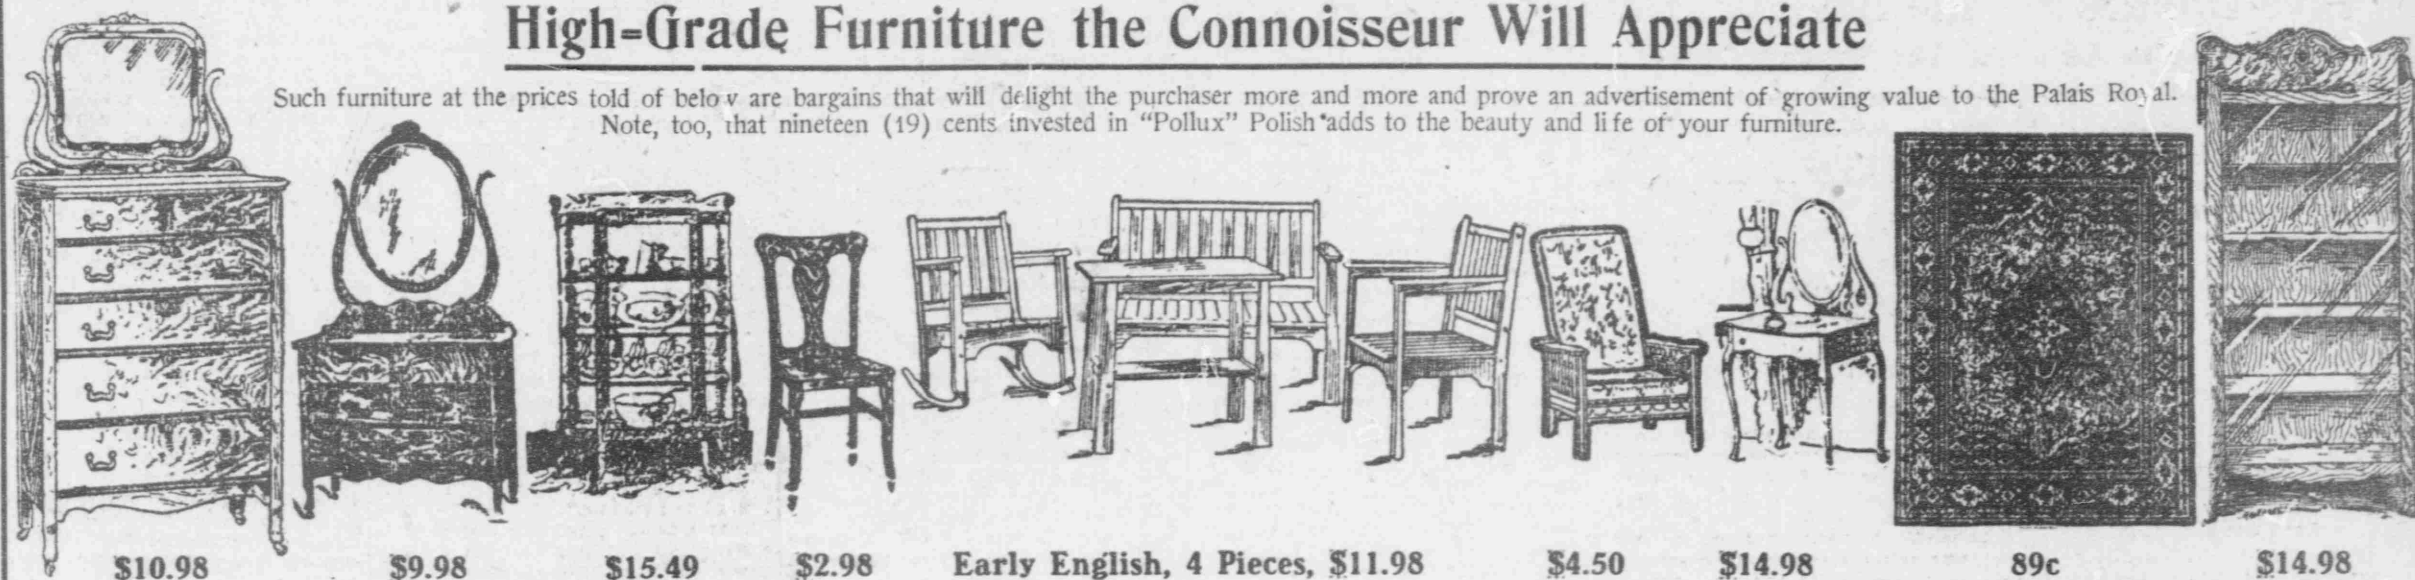 High-Grade Furniture the Connoisseur Will Appreciate
Such furniture at the prices told of below are bargains that will delight the purchaser more and more and prove an advertisement of growing value to the Palais Royal.
Note, too, that nineteen (19) cents invested in "Pollux" Polish adds to the beauty and life of your furniture.
$10.98 $9.98 $15.49 $2.98 Early English, 4 Pieces, $11.98 $4.50 $14.98 89c $14.98